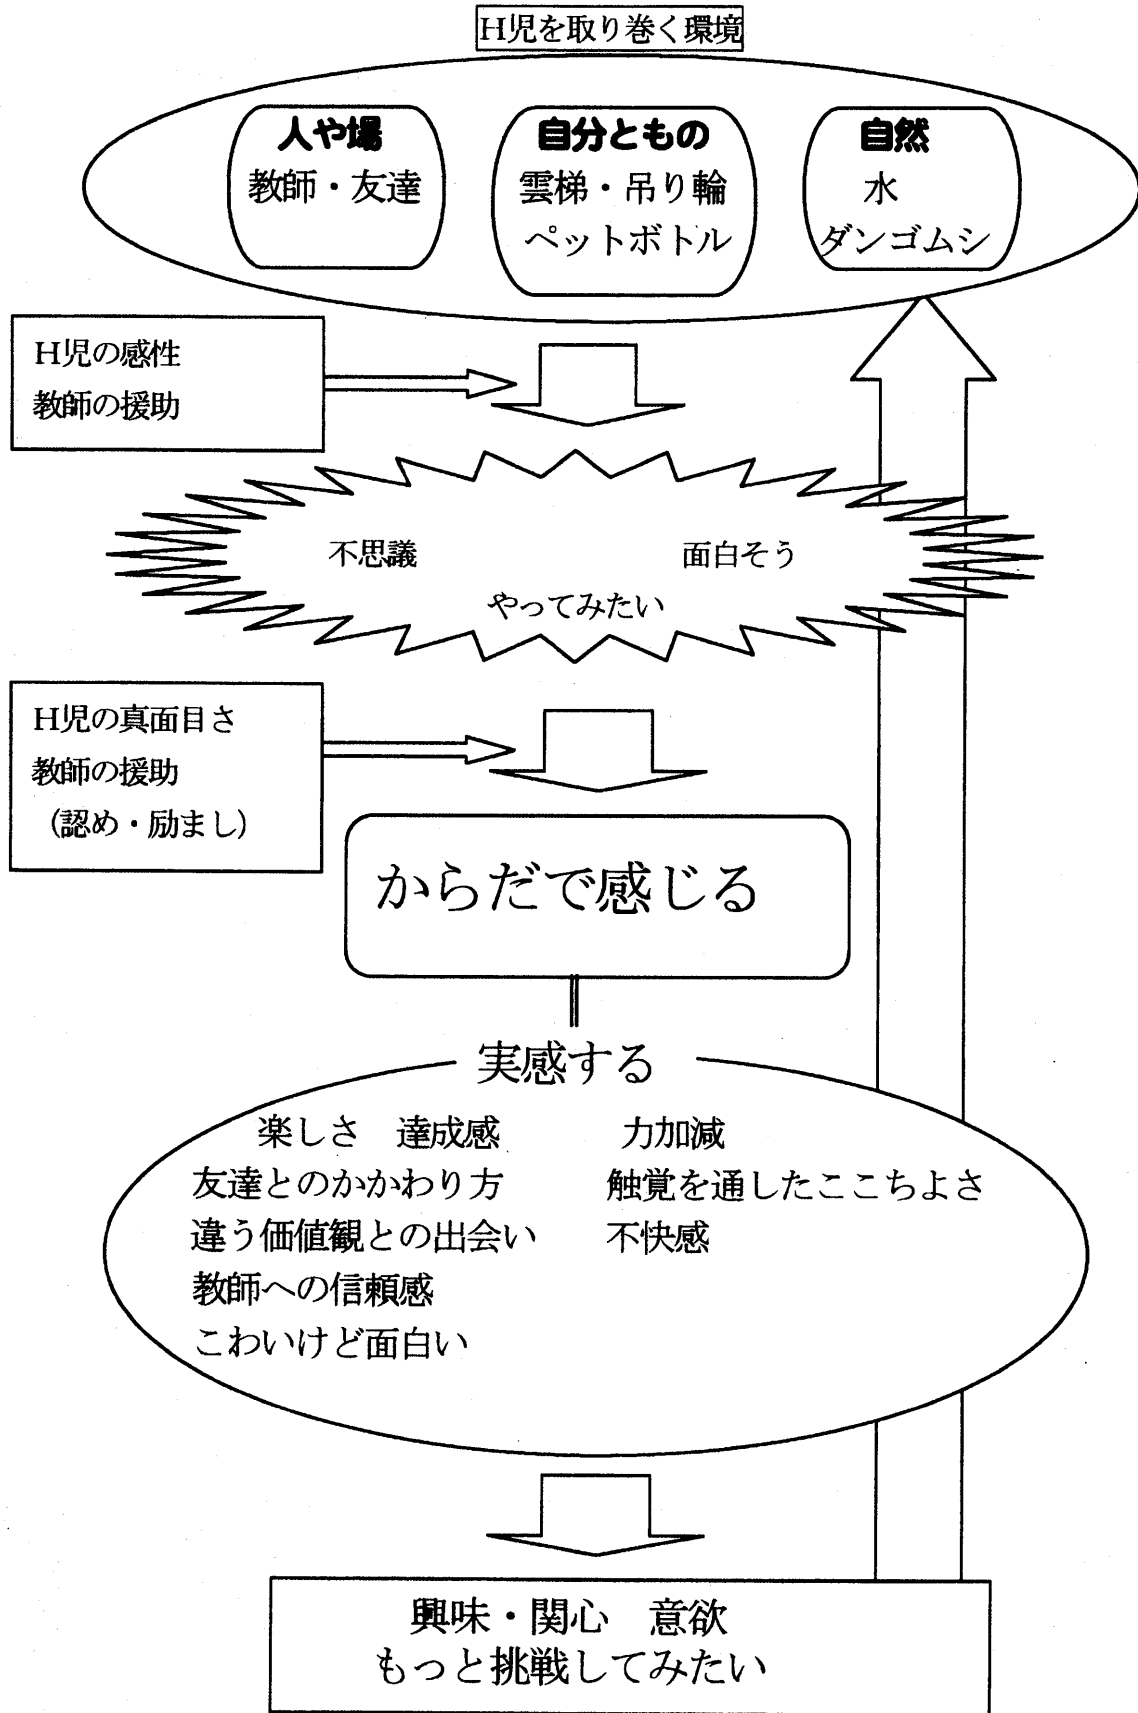 H児を取り巻く環境
人や場
教師・友達
自分ともの
雲梯・吊り輪
ペットボトル
自然
水
ダンゴムシ
H児の感性
教師の援助
不思議
面白そう
やってみたい
H児の真面目さ
教師の援助
（認め・励まし）
からだで感じる
実感する
楽しさ　達成感
友達とのかかわり方
違う価値観との出会い
教師への信頼感
こわいけど面白い
力加減
触覚を通したここちよさ
不快感
興味・関心　意欲
もっと挑戦してみたい